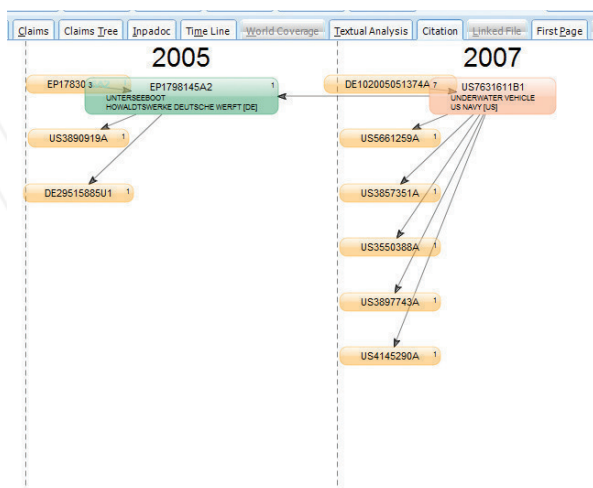 Claims Claims Tree Inpadoc Time Line World Coverage Textual Analysis Citation Linked File First Page
2005 2007
EP17830 3 EP1798145A2 1 DE102005051374A 7 US7631611B1
UNTERSEEBOOT
HOWALDTSWERKE DEUTSCHE WERFT [DE]
UNDERWATER VEHICLE
US NAVY [US]
US3890919A 1 US5661259A 1
DE29515885U1 1 US3857351A 1
US3550388A 1
US3897743A 1
US4145290A 1